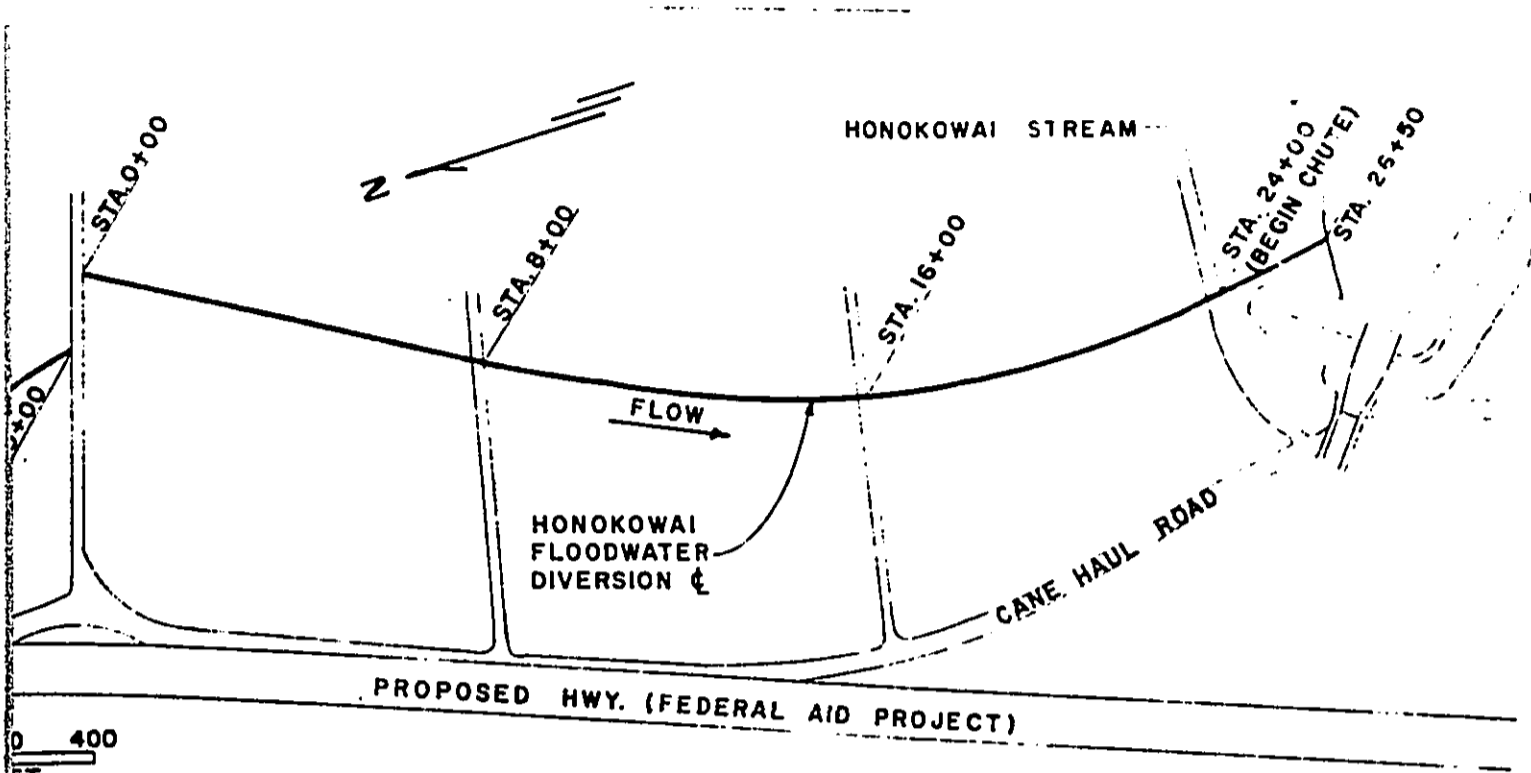 STA. 0+00
N
HONOKOWAI STREAM
STA. 24+00
(BEGIN CHUTE)
STA. 26+50
STA. 8+00
STA. 16+00
FLOW
+00
HONOKOWAI
FLOODWATER
DIVERSION ℄
CANE HAUL ROAD
PROPOSED HWY. (FEDERAL AID PROJECT)
0 400